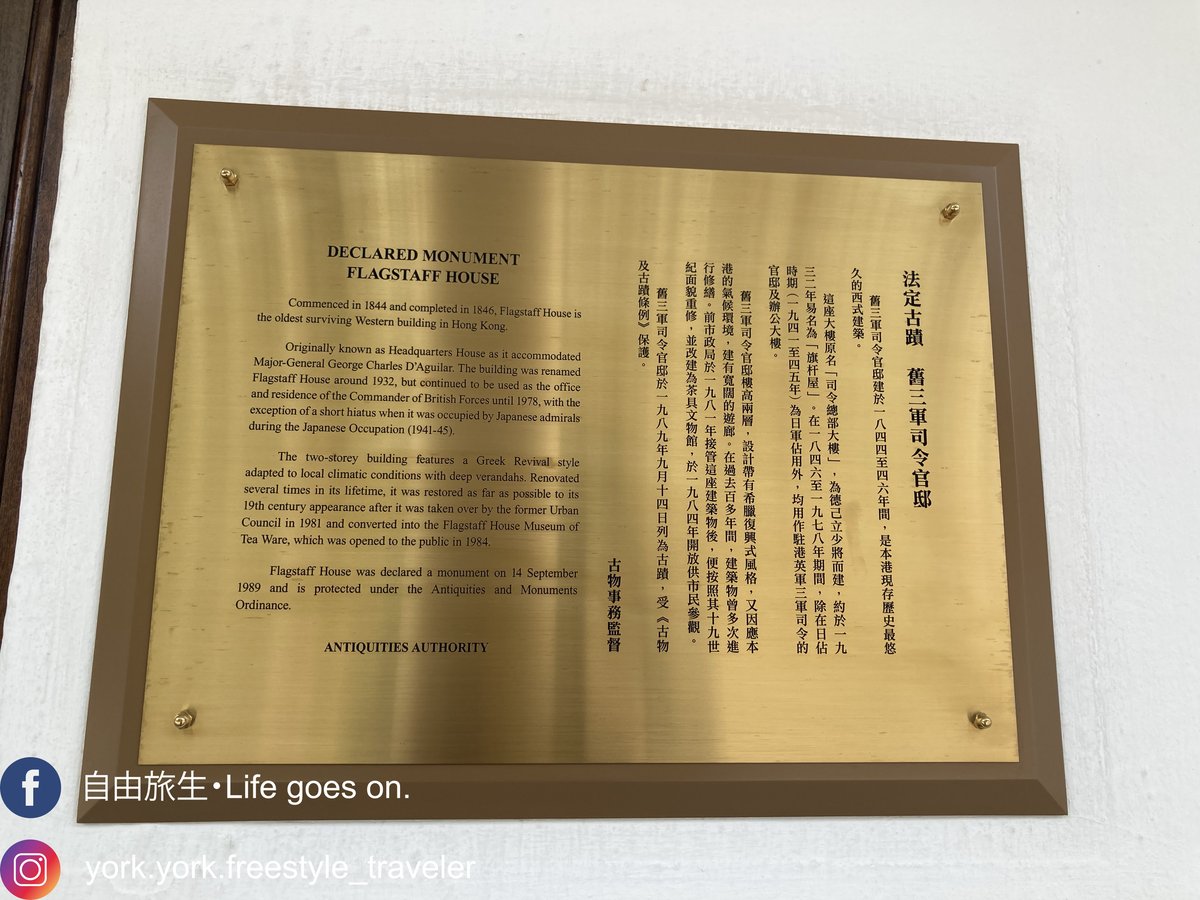 DECLARED MONUMENT
FLAGSTAFF HOUSE
Commenced in 1844 and completed in 1846, Flagstaff House is
the oldest surviving Western building in Hong Kong.
Originally known as Headquarters House as it accommodated
Major-General George Charles D'Aguilar. The building was renamed
Flagstaff House around 1932, but continued to be used as the office
and residence of the Commander of British Forces until 1978, with the
exception of a short hiatus when it was occupied by Japanese admirals
during the Japanese Occupation (1941-45).
The two-storey building features a Greek Revival style
adapted to local climatic conditions with deep verandahs. Renovated
several times in its lifetime, it was restored as far as possible to its
19th century appearance after it was taken over by the former Urban
Council in 1981 and converted into the Flagstaff House Museum of
Tea Ware, which was opened to the public in 1984.
Flagstaff House was declared a monument on 14 September
1989 and is protected under the Antiquities and Monuments
Ordinance.
ANTIQUITIES AUTHORITY
法定古蹟 舊三軍司令官邸
舊三軍司令官邸建於一八四四至四六年間，是本港現存歷史最悠
久的西式建築。
這座大樓原名「司令總部大樓」，為德己立少將而建，約於一九
三二年易名為「旗杆屋」。在一八四六至一九七八年期間，除在日佔
時期（一九四一至四五年）為日軍佔用外，均用作駐港英軍三軍司令的
官邸及辦公大樓。
舊三軍司令官邸樓高兩層，設計帶有希臘復興式風格，又因應本
港的氣候環境，建有寬闊的遊廊。在過去百多年間，建築物曾多次進
行修繕。前市政局於一九八一年接管這座建築物後，便按照其十九世
紀面貌重修，並改建為茶具文物館，於一九八四年開放供市民參觀。
舊三軍司令官邸於一九八九年九月十四日列為古蹟，受《古物
及古蹟條例》保護。
古物事務監督
自由旅生•Life goes on.
york.york.freestyle_traveler